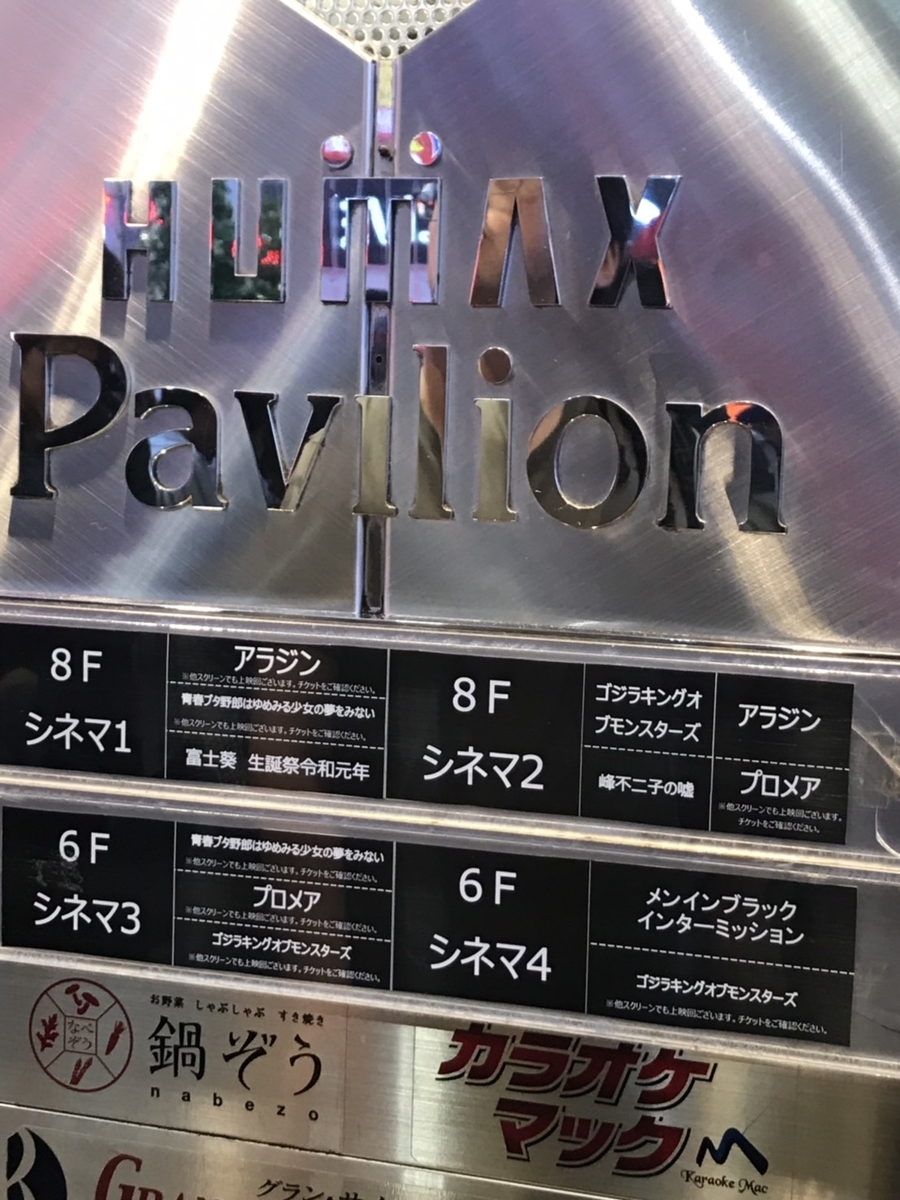 HUMAX
Pavilion
8F
シネマ1
アラジン
※他スクリーンでも上映回ございます。チケットをご確認ください。
青春ブタ野郎はゆめみる少女の夢をみない
※他スクリーンでも上映回ございます。チケットをご確認ください。
富士葵 生誕祭令和元年
8F
シネマ2
ゴジラキングオ
ブモンスターズ
峰不二子の嘘
アラジン
プロメア
※他スクリーンでも上映回ございます。
チケットをご確認ください。
6F
シネマ3
青春ブタ野郎はゆめみる少女の夢をみない
※他スクリーンでも上映回ございます。チケットをご確認ください。
プロメア
※他スクリーンでも上映回ございます。チケットをご確認ください。
ゴジラキングオブモンスターズ
※他スクリーンでも上映回ございます。チケットをご確認ください。
6F
シネマ4
メンインブラック
インターミッション
ゴジラキングオブモンスターズ
※他スクリーンでも上映回ございます。チケットをご確認ください。
なべ
ぞう
お野菜 しゃぶしゃぶ すき焼き
鍋ぞう
nabezo
カラオケ
マック
Karaoke Mac
グラン・サ